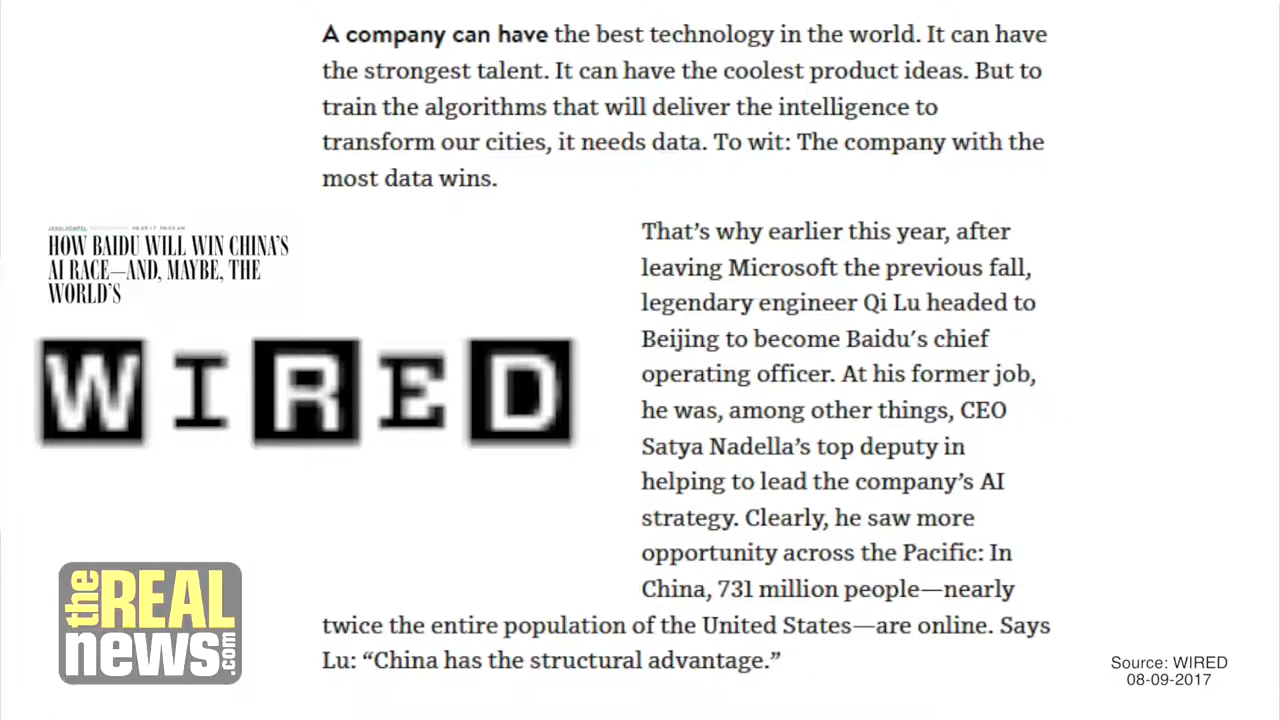 A company can have the best technology in the world. It can have
the strongest talent. It can have the coolest product ideas. But to
train the algorithms that will deliver the intelligence to
transform our cities, it needs data. To wit: The company with the
most data wins.
HOW BAIDU WILL WIN CHINA'S
AI RACE—AND, MAYBE, THE
WORLD'S
WIRED
That's why earlier this year, after
leaving Microsoft the previous fall,
legendary engineer Qi Lu headed to
Beijing to become Baidu's chief
operating officer. At his former job,
he was, among other things, CEO
Satya Nadella's top deputy in
helping to lead the company's AI
strategy. Clearly, he saw more
opportunity across the Pacific: In
China, 731 million people—nearly
twice the entire population of the United States—are online. Says
Lu: “China has the structural advantage.”
the REAL
news.com
Source: WIRED
08-09-2017